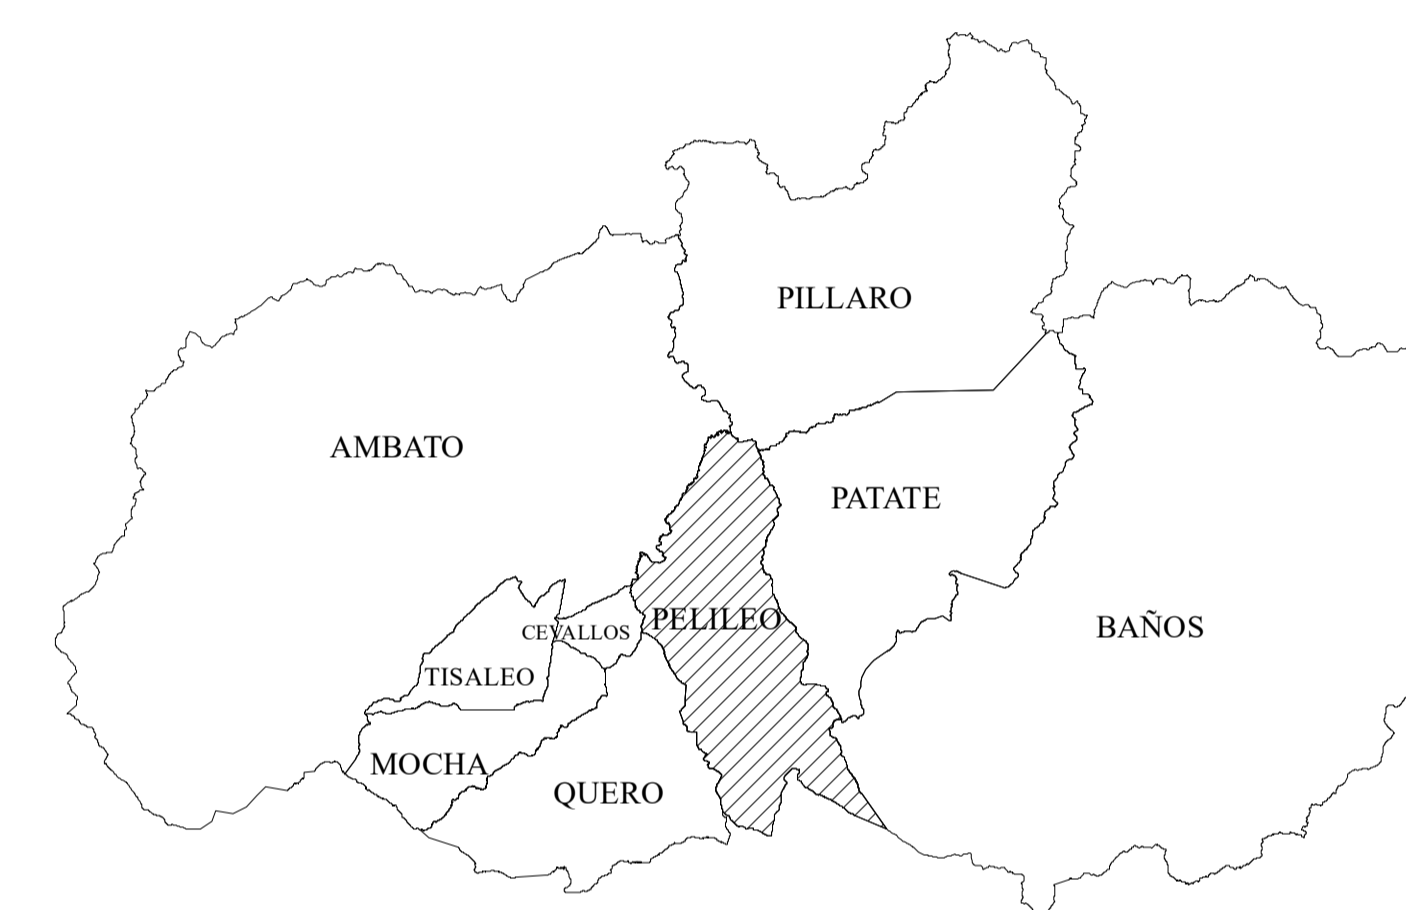 PILLARO
AMBATO
PATATE
PELILEO
CEVALLOS
BAÑOS
TISALEO
MOCHA
QUERO